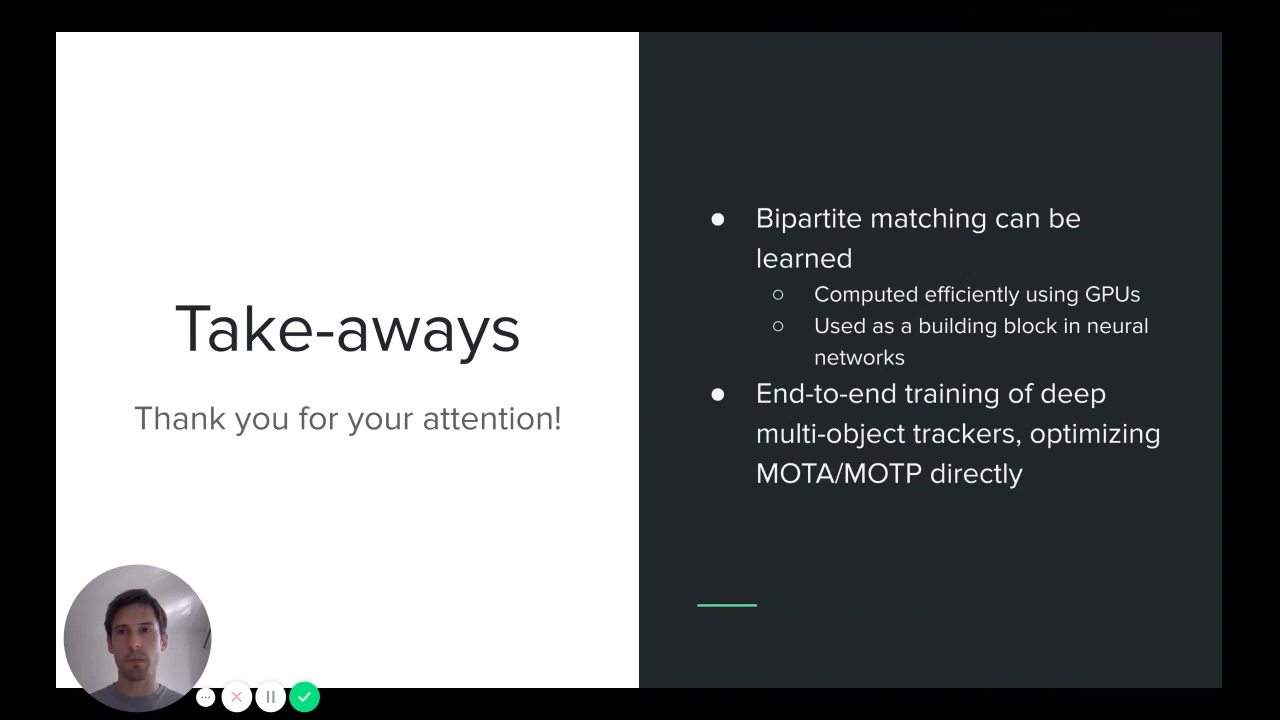 Take-aways
Thank you for your attention!
● Bipartite matching can be
learned
○ Computed efficiently using GPUs
○ Used as a building block in neural
networks
● End-to-end training of deep
multi-object trackers, optimizing
MOTA/MOTP directly